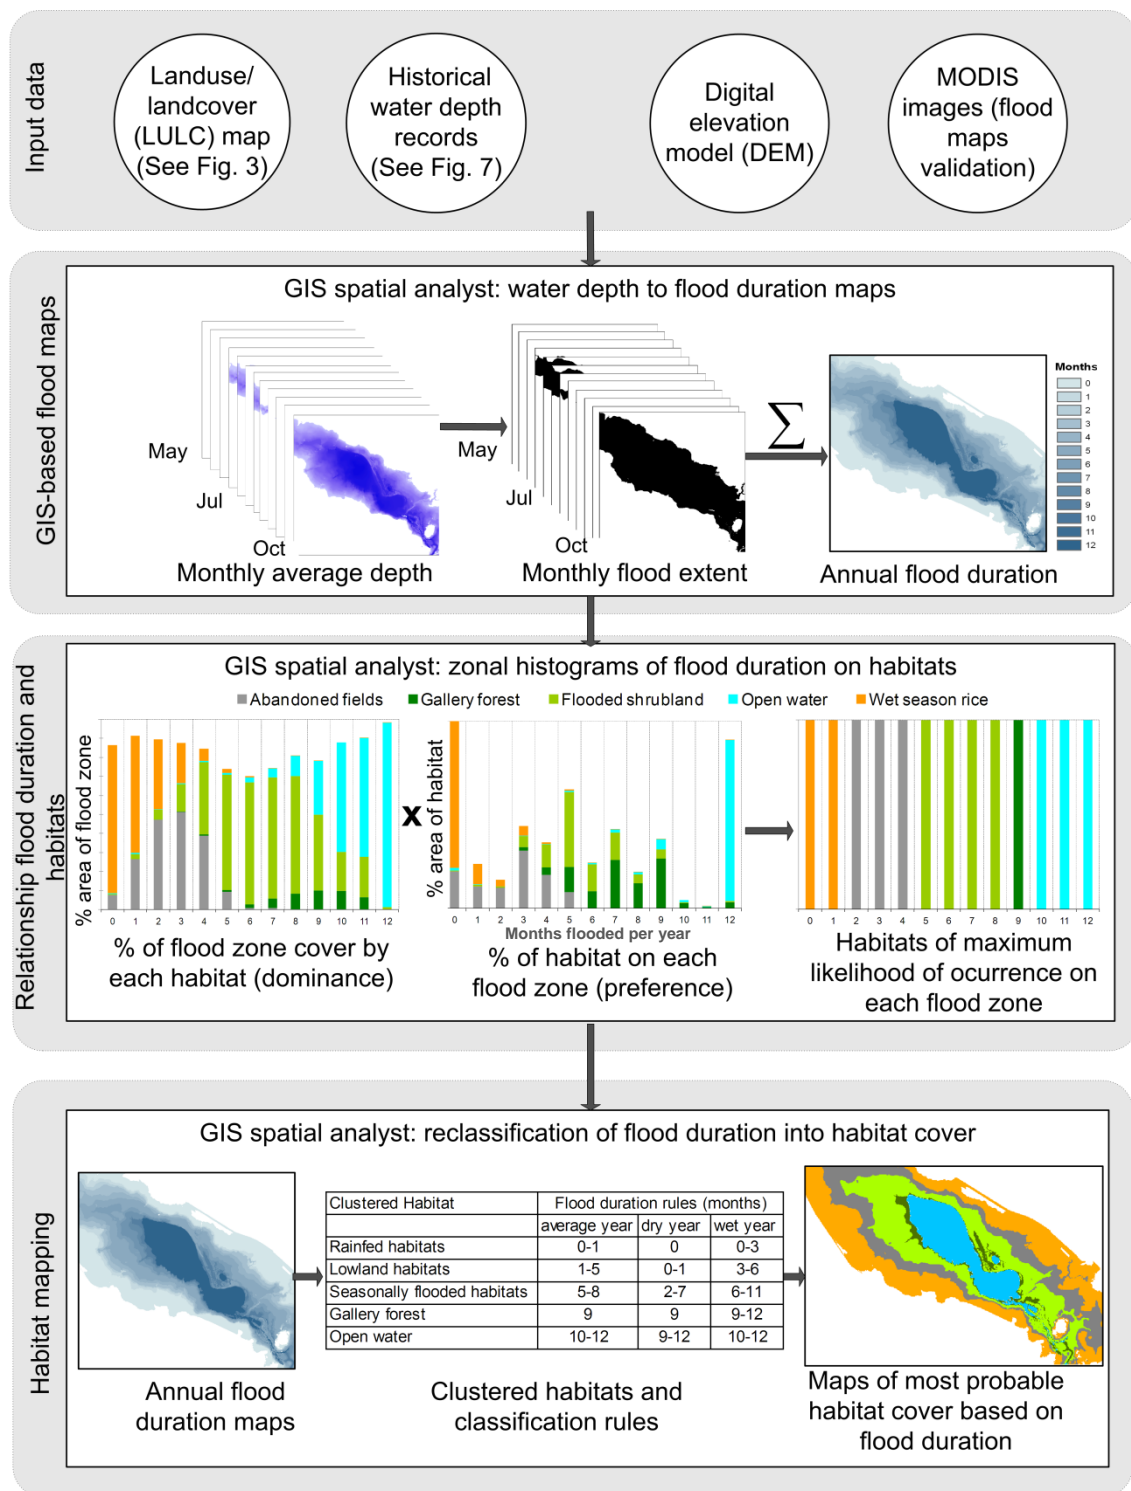 Input data
Landuse/
landcover
(LULC) map
(See Fig. 3)
Historical
water depth
records
(See Fig. 7)
Digital
elevation
model (DEM)
MODIS
images (flood
maps
validation)
GIS-based flood maps
GIS spatial analyst: water depth to flood duration maps
May
Jul
Oct
Monthly average depth
May
Jul
Oct
Monthly flood extent
∑
Months
0
1
2
3
4
5
6
7
8
9
10
11
12
Annual flood duration
Relationship flood duration and
habitats
GIS spatial analyst: zonal histograms of flood duration on habitats
Abandoned fields Gallery forest Flooded shrubland Open water Wet season rice
% area of flood zone
0 1 2 3 4 5 6 7 8 9 10 11 12
% of flood zone cover by
each habitat (dominance)
x
% area of habitat
0 1 2 3 4 5 6 7 8 9 10 11 12
Months flooded per year
% of habitat on each
flood zone (preference)
0 1 2 3 4 5 6 7 8 9 10 11 12
Habitats of maximum
likelihood of ocurrence on
each flood zone
Habitat mapping
GIS spatial analyst: reclassification of flood duration into habitat cover
Annual flood
duration maps
Clustered Habitat Flood duration rules (months)
average year dry year wet year
Rainfed habitats 0-1 0 0-3
Lowland habitats 1-5 0-1 3-6
Seasonally flooded habitats 5-8 2-7 6-11
Gallery forest 9 9 9-12
Open water 10-12 9-12 10-12
Clustered habitats and
classification rules
Maps of most probable
habitat cover based on
flood duration